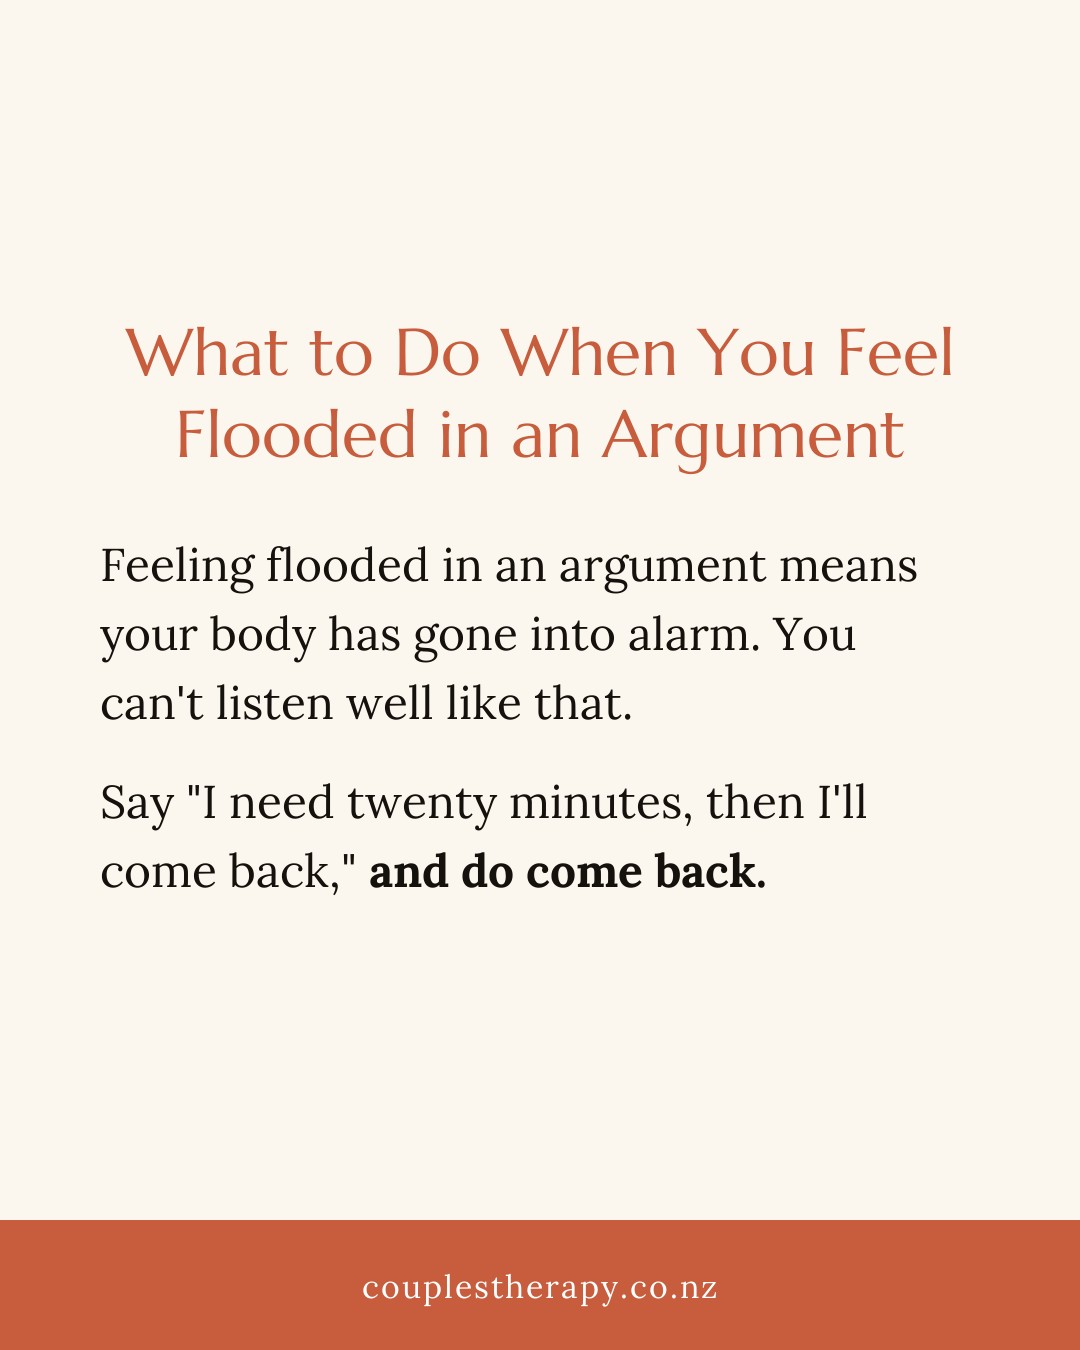 What to Do When You Feel
Flooded in an Argument
Feeling flooded in an argument means
your body has gone into alarm. You
can't listen well like that.
Say "I need twenty minutes, then I'll
come back," and do come back.
couplestherapy.co.nz